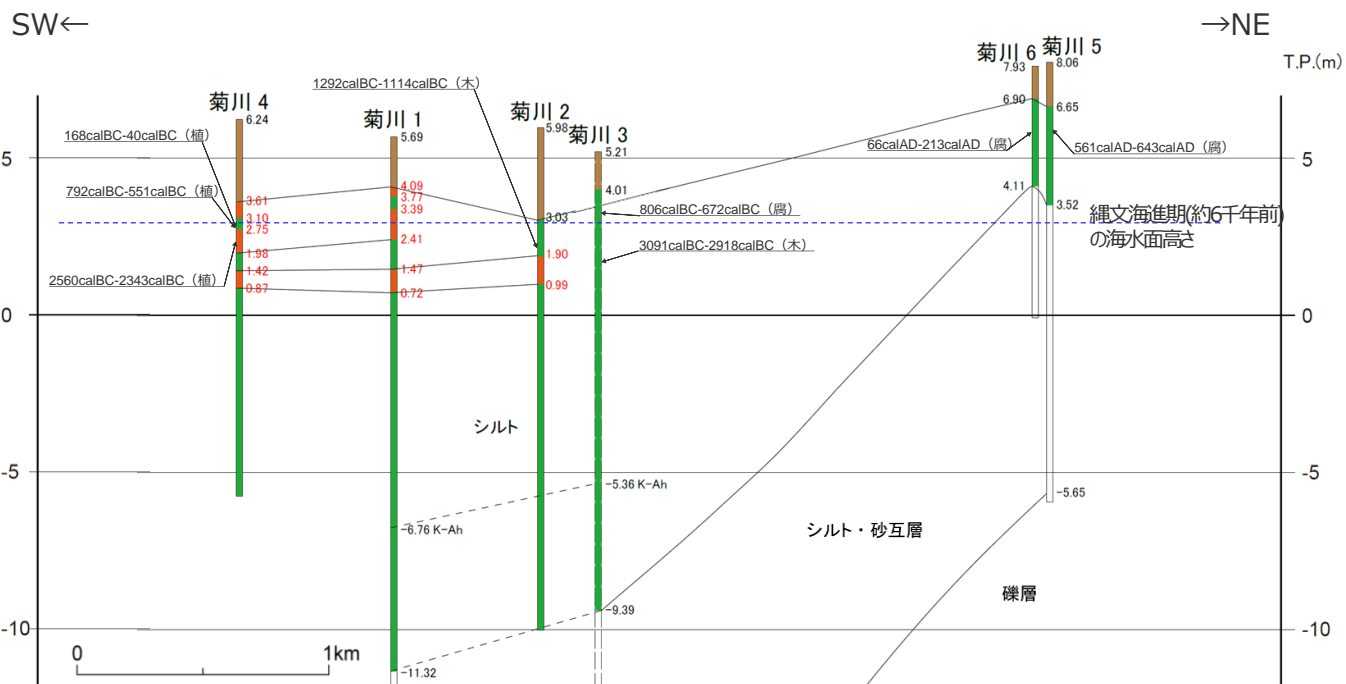 SW←
→NE
T.P.(m)
菊川 4
6.24
168calBC-40calBC（植）
792calBC-551calBC（植）
2560calBC-2343calBC（植）
3.61
3.10
2.75
1.98
1.42
0.87
菊川 1
5.69
4.09
3.77
3.39
2.41
1.47
0.72
−6.76 K−Ah
−11.32
1292calBC-1114calBC（木）
菊川 2
5.98
3.03
1.90
0.99
菊川 3
5.21
4.01
806calBC-672calBC（腐）
3091calBC-2918calBC（木）
−5.36 K−Ah
−9.39
菊川 6
7.93
6.90
66calAD-213calAD（腐）
4.11
菊川 5
8.06
6.65
561calAD-643calAD（腐）
3.52
−5.65
縄文海進期(約6千年前)
の海水面高さ
シルト
シルト・砂互層
礫層
5
0
-5
-10
5
0
-5
-10
0
1km